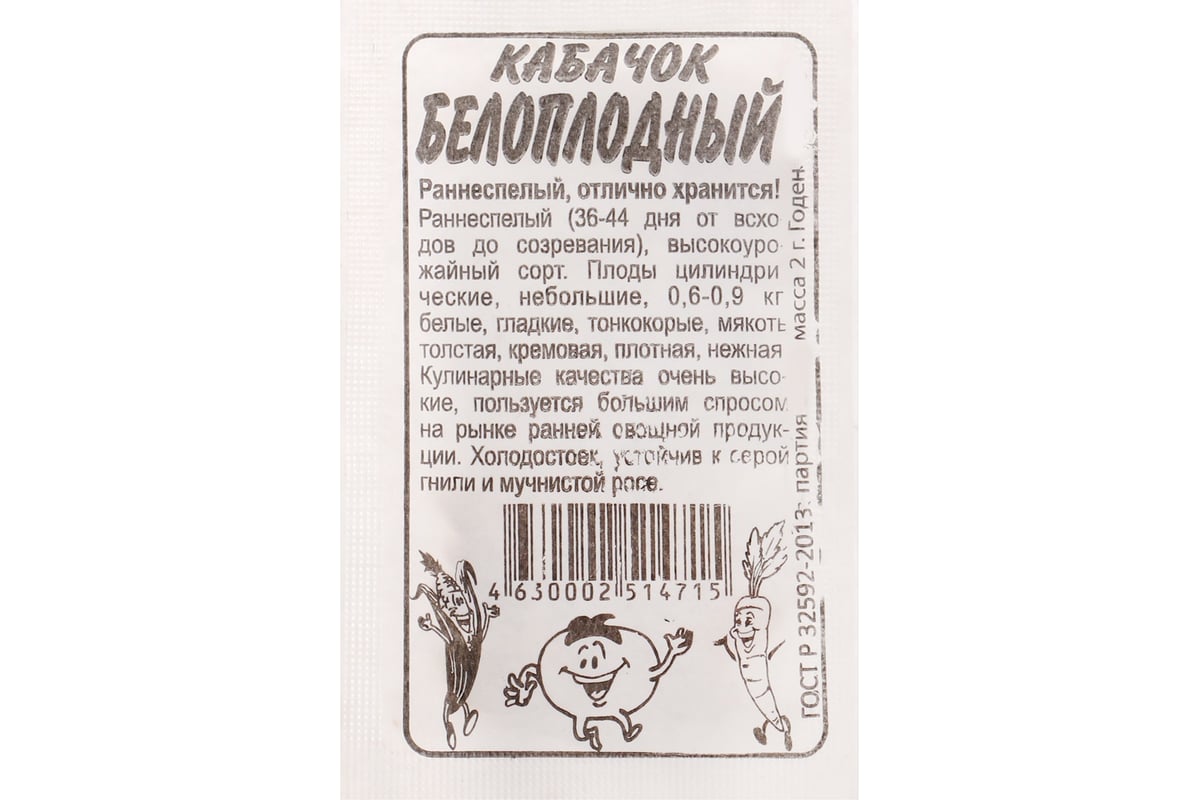 КАБАЧОК
БЕЛОПЛОДНЫЙ
Раннеспелый, отлично хранится!
Раннеспелый (36-44 дня от всхо
дов до созревания), высокоуро-
жайный сорт. Плоды цилиндри
ческие, небольшие, 0,6-0,9 кг
белые, гладкие, тонкокорые, мякоть
толстая, кремовая, плотная, нежная
Кулинарные качества очень высо-
кие, пользуется большим спросом
на рынке ранней овощной продук-
ции. Холодостоек, устойчив к серой
гнили и мучнистой росе.
4 630002 514715
ГОСТ Р 32592-2013. партия масса 2 г. Годен